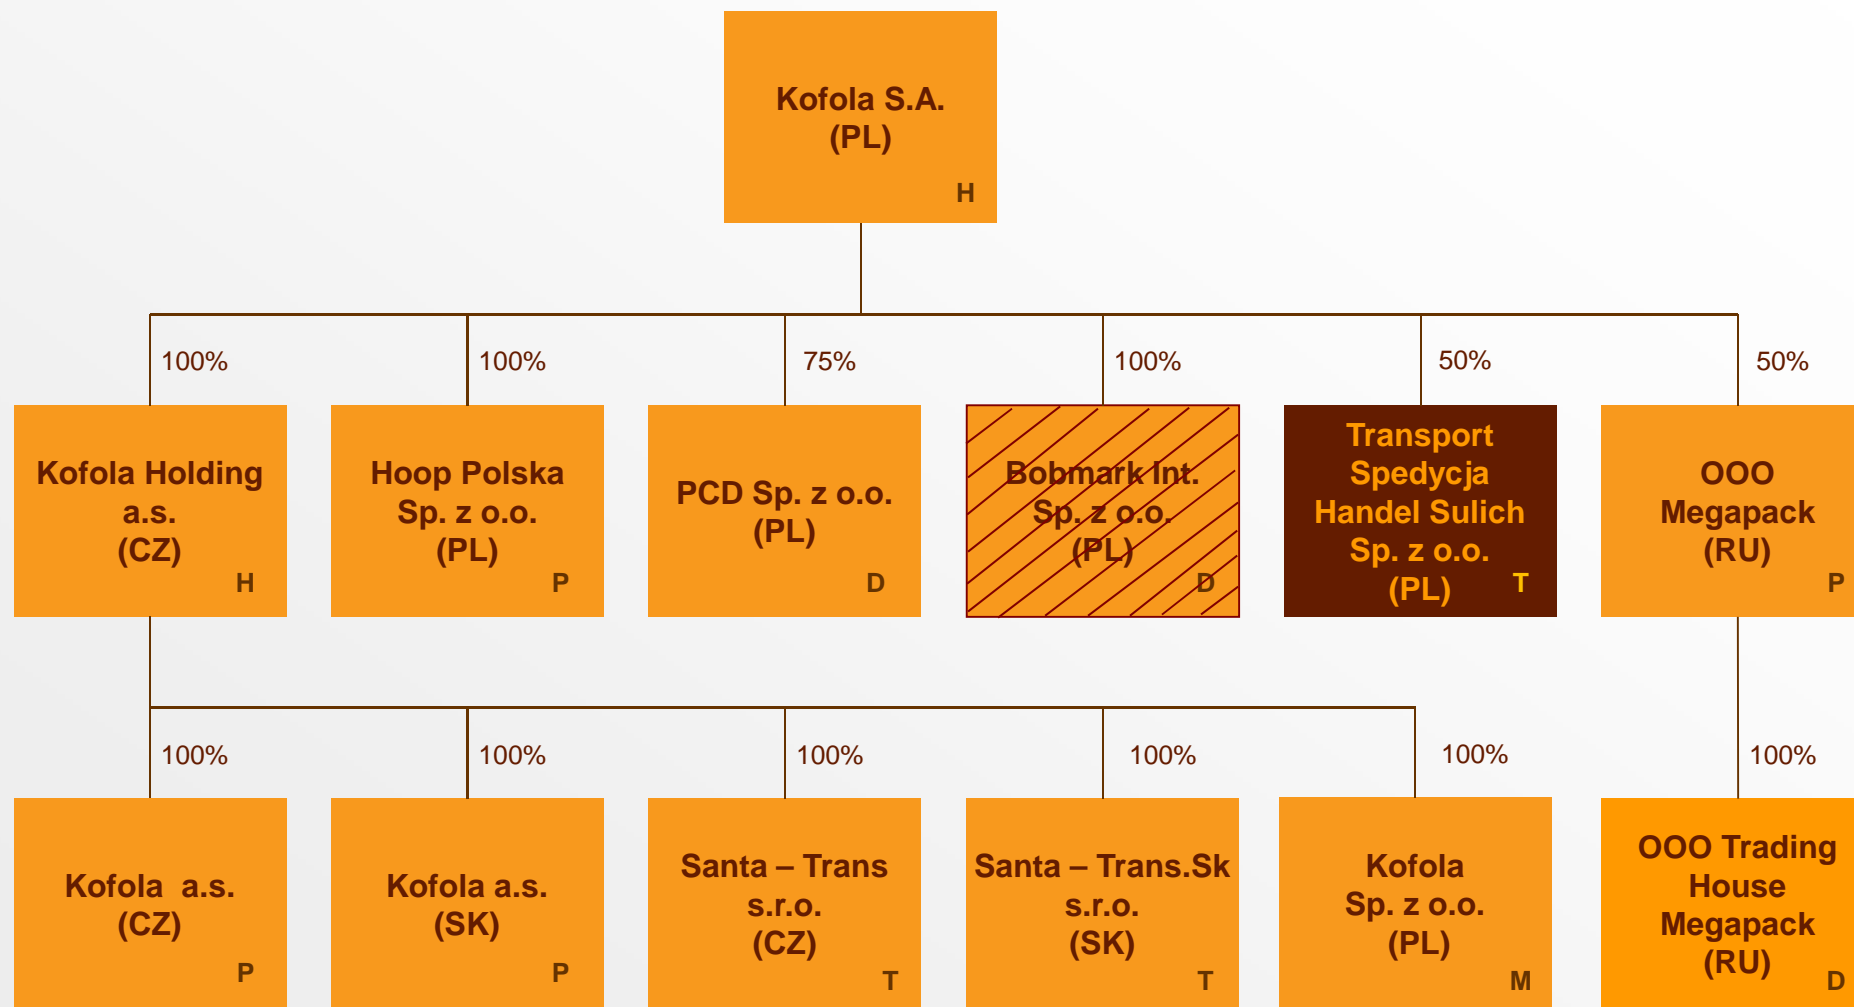 Kofola S.A.
(PL)
H
100%
100%
75%
100%
50%
50%
Kofola Holding
a.s.
(CZ)
H
Hoop Polska
Sp. z o.o.
(PL)
P
PCD Sp. z o.o.
(PL)
D
Bobmark Int.
Sp. z o.o.
(PL)
D
Transport
Spedycja
Handel Sulich
Sp. z o.o.
(PL)
T
OOO
Megapack
(RU)
P
100%
100%
100%
100%
100%
100%
Kofola  a.s.
(CZ)
P
Kofola a.s.
(SK)
P
Santa – Trans
s.r.o.
(CZ)
T
Santa – Trans.Sk
s.r.o.
(SK)
T
Kofola
Sp. z o.o.
(PL)
M
OOO Trading
House
Megapack
(RU)
D